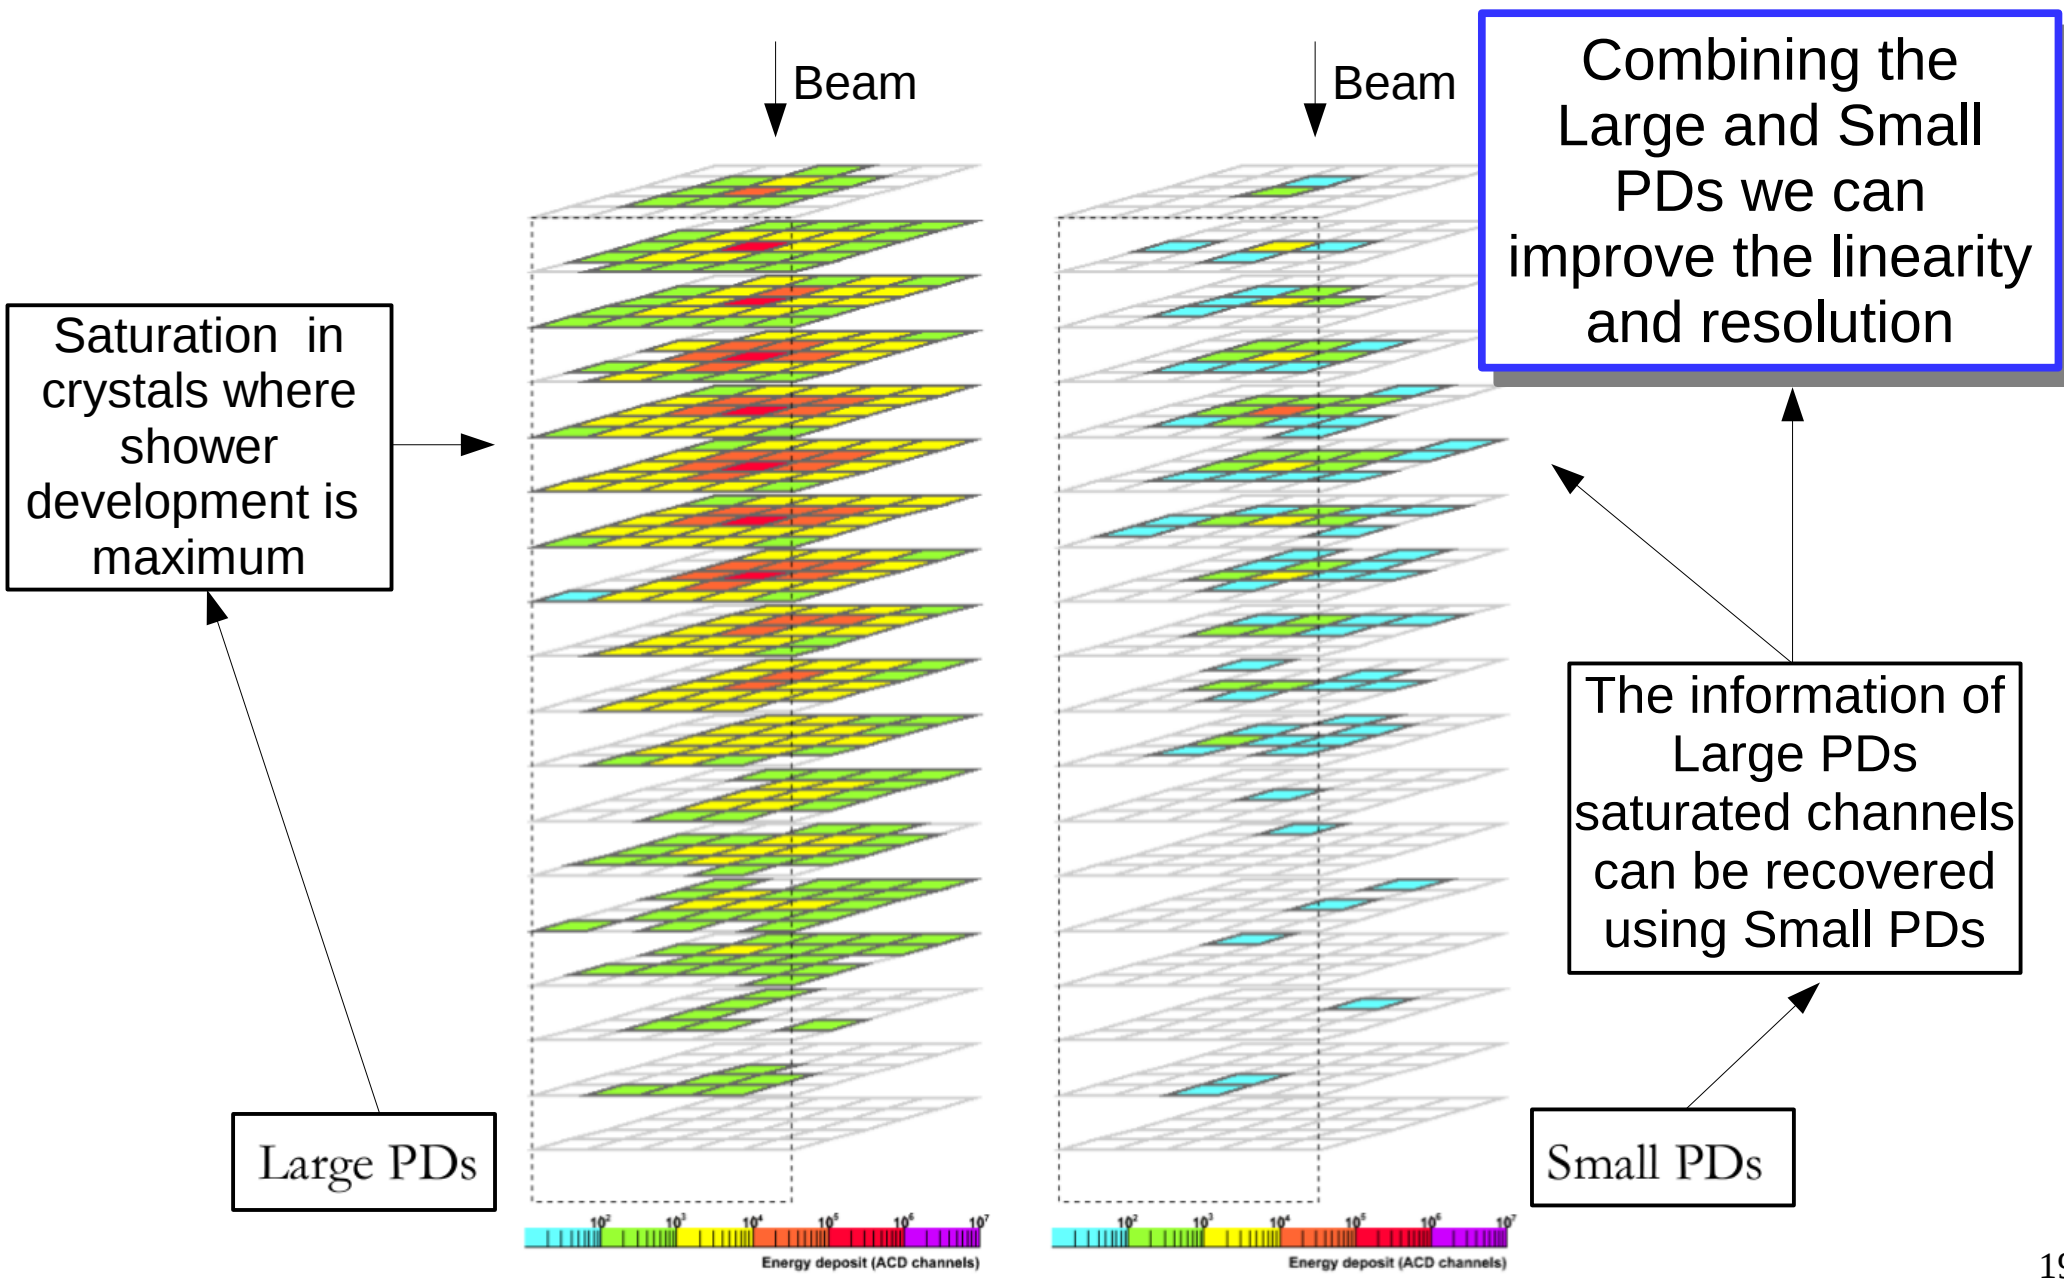 Beam
Beam
Combining the
Large and Small
PDs we can
improve the linearity
and resolution
Saturation in
crystals where
shower
development is
maximum
The information of
Large PDs
saturated channels
can be recovered
using Small PDs
Large PDs
Small PDs
10² 10³ 10⁴ 10⁵ 10⁶ 10⁷
Energy deposit (ACD channels)
10² 10³ 10⁴ 10⁵ 10⁶ 10⁷
Energy deposit (ACD channels)
19